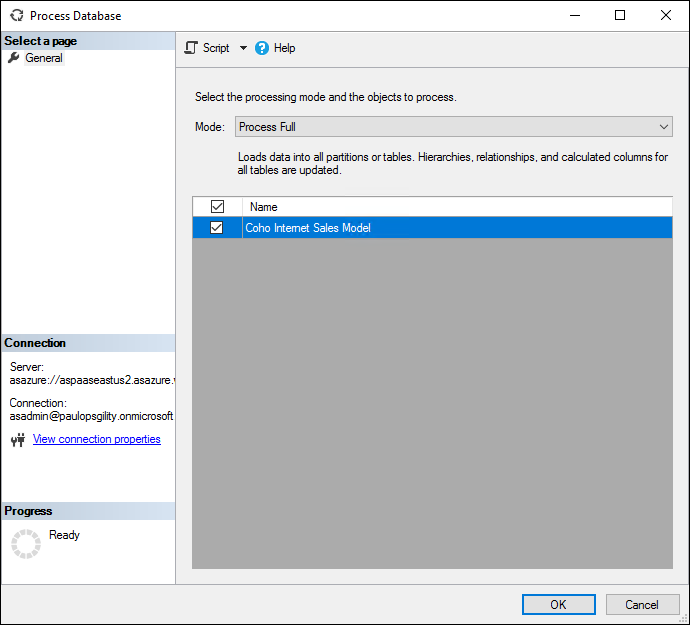 Process Database
Select a page
General
Script
Help
Select the processing mode and the objects to process.
Mode:
Process Full
Loads data into all partitions or tables. Hierarchies, relationships, and calculated columns for
all tables are updated.
Name
Coho Internet Sales Model
Connection
Server:
asazure://aspaaseastus2.asazure.w
Connection:
asadmin@paulopsgility.onmicrosoft
View connection properties
Progress
Ready
OK
Cancel